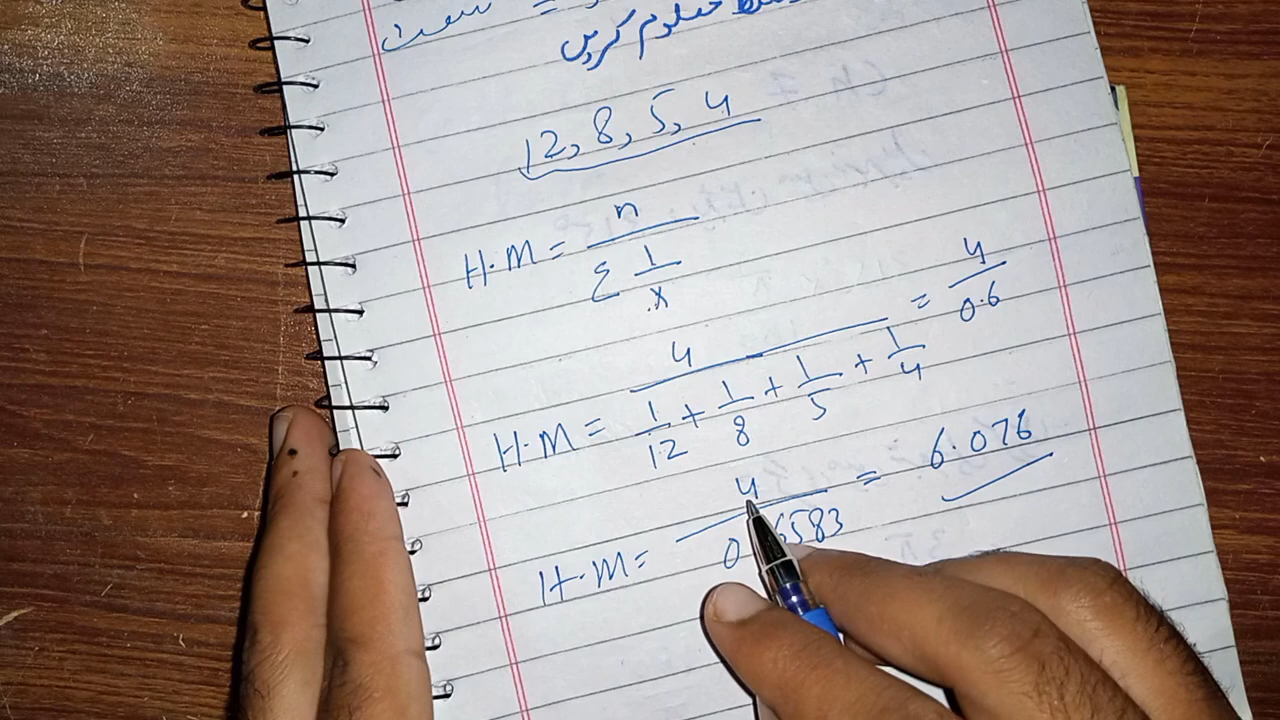 معلوم کریں
12, 8, 5, 4
H.M = n / Σ 1/x
H.M = 4 / 1/12 + 1/8 + 1/5 + 1/4 = 4 / 0.6
H.M = 4 / 0.6583 = 6.076